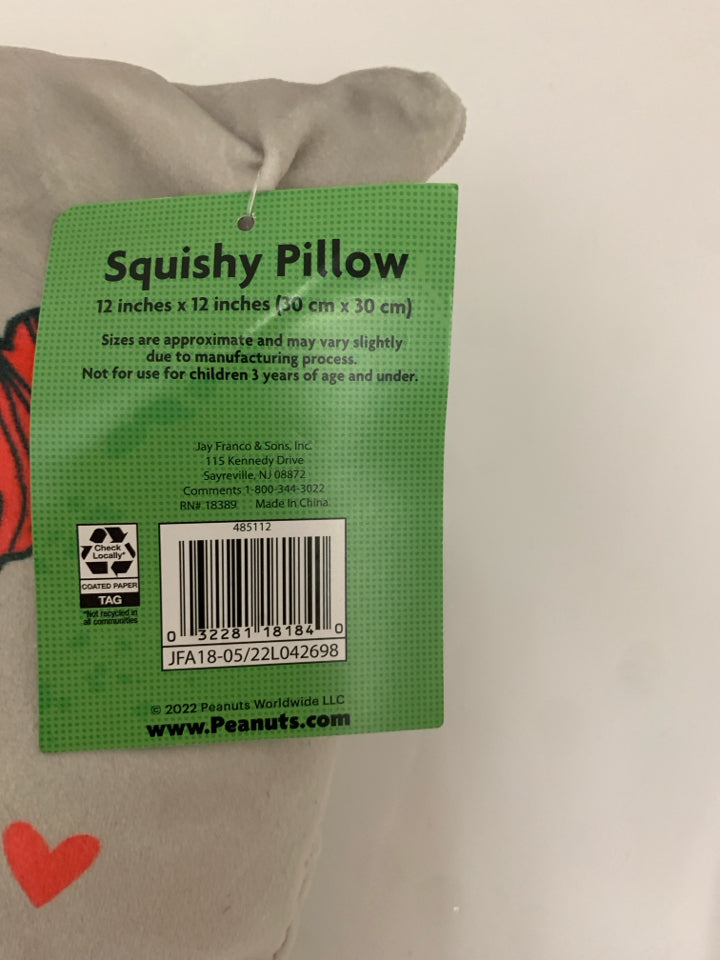 Squishy Pillow
12 inches x 12 inches (30 cm x 30 cm)
Sizes are approximate and may vary slightly
due to manufacturing process.
Not for use for children 3 years of age and under.
Jay Franco & Sons, Inc.
115 Kennedy Drive
Sayreville, NJ 08872
Comments 1-800-344-3022
RN# 18389 Made In China
485112
Check
Locally*
COATED PAPER
TAG
*Not recycled in
all communities
0 32281 18184 0
JFA18-05/22L042698
© 2022 Peanuts Worldwide LLC
www.Peanuts.com